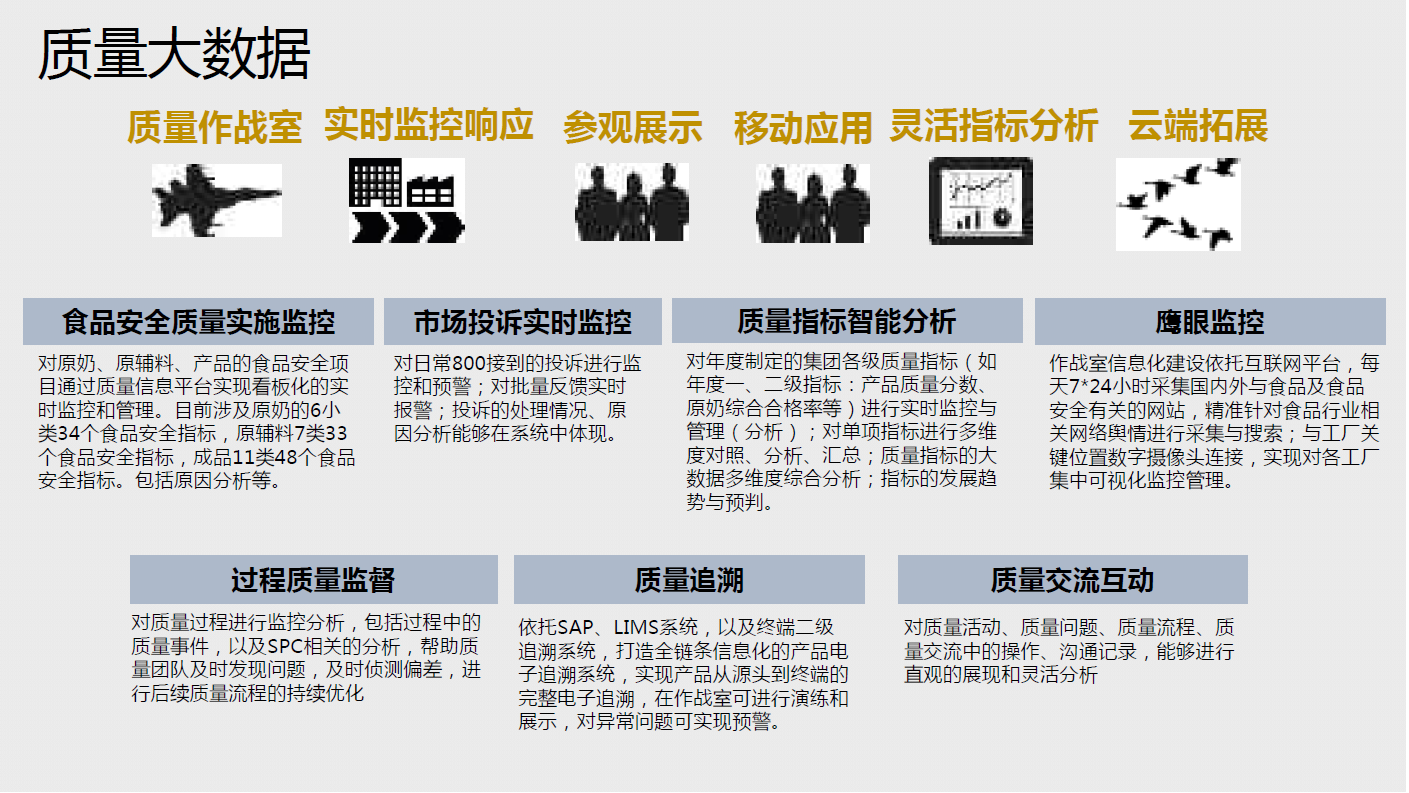 质量大数据
质量作战室 实时监控响应 参观展示 移动应用 灵活指标分析 云端拓展
食品安全质量实施监控
对原奶、原辅料、产品的食品安全项
目通过质量信息平台实现看板化的实
时监控和管理。目前涉及原奶的6小
类34个食品安全指标，原辅料7类33
个食品安全指标，成品11类48个食品
安全指标。包括原因分析等。
市场投诉实时监控
对日常800接到的投诉进行监
控和预警；对批量反馈实时
报警；投诉的处理情况、原
因分析能够在系统中体现。
质量指标智能分析
对年度制定的集团各级质量指标（如
年度一、二级指标：产品质量分数、
原奶综合合格率等）进行实时监控与
管理（分析）；对单项指标进行多维
度对照、分析、汇总；质量指标的大
数据多维度综合分析；指标的发展趋
势与预判。
鹰眼监控
作战室信息化建设依托互联网平台，每
天7*24小时采集国内外与食品及食品
安全有关的网站，精准针对食品行业相
关网络舆情进行采集与搜索；与工厂关
键位置数字摄像头连接，实现对各工厂
集中可视化监控管理。
过程质量监督
对质量过程进行监控分析，包括过程中的
质量事件，以及SPC相关的分析，帮助质
量团队及时发现问题，及时侦测偏差，进
行后续质量流程的持续优化
质量追溯
依托SAP、LIMS系统，以及终端二级
追溯系统，打造全链条信息化的产品电
子追溯系统，实现产品从源头到终端的
完整电子追溯，在作战室可进行演练和
展示，对异常问题可实现预警。
质量交流互动
对质量活动、质量问题、质量流程、质
量交流中的操作、沟通记录，能够进行
直观的展现和灵活分析